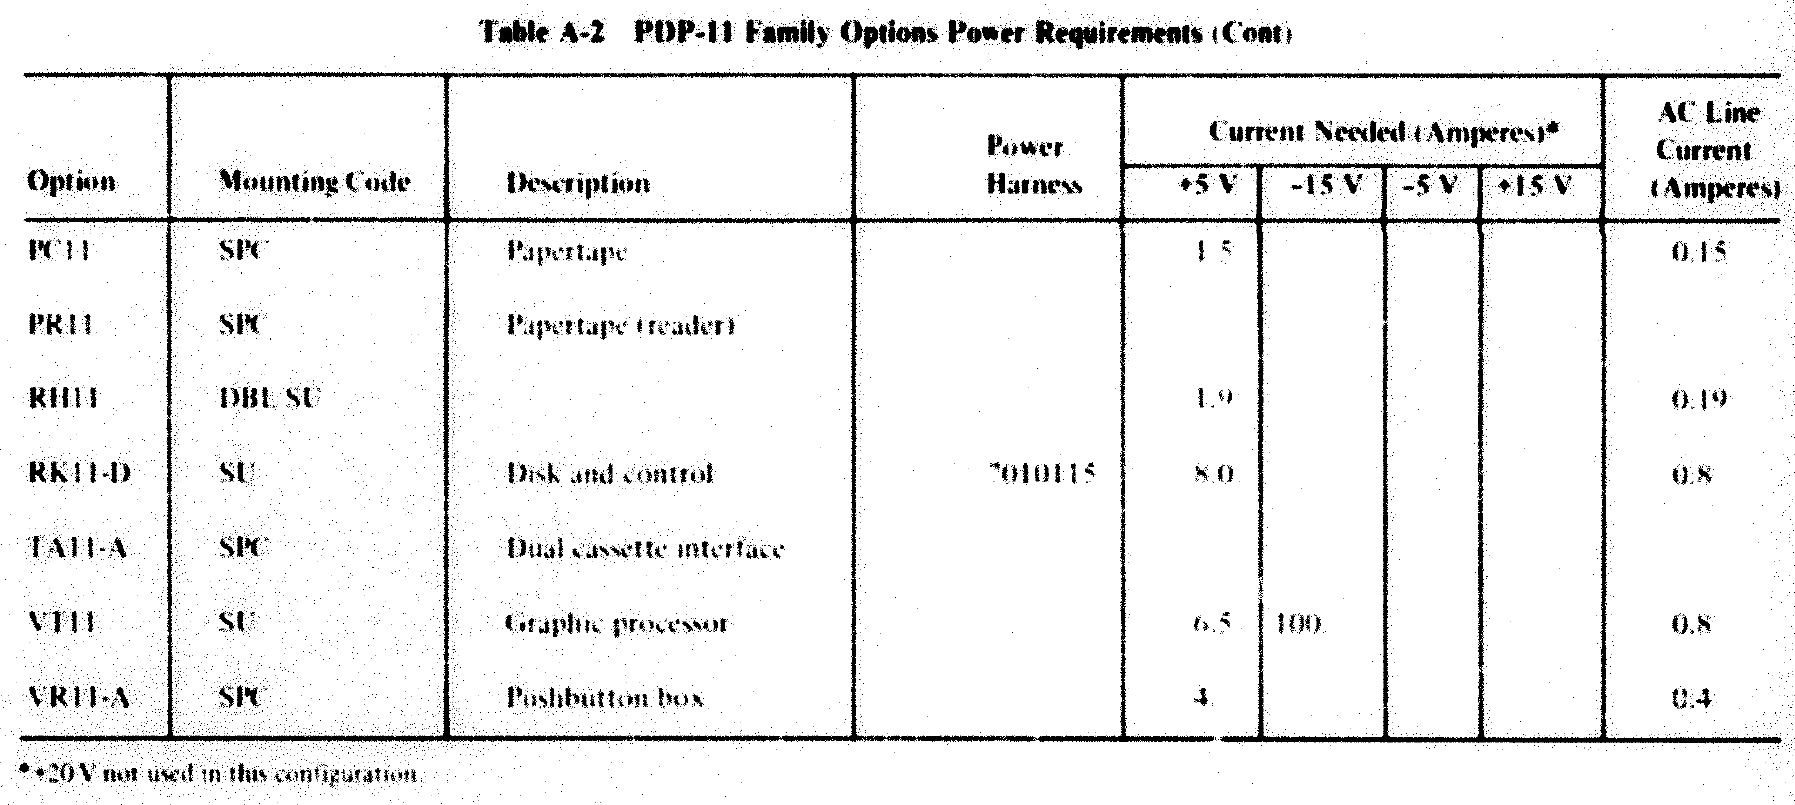 Table A-2 PDP-11 Family Options Power Requirements (Cont)
Option Mounting Code Description Power Harness Current Needed (Amperes)* AC Line Current (Amperes)
+5 V -15 V -5 V +15 V
PC11 SPC Papertape 1.5 0.15
PR11 SPC Papertape (reader)
RH11 DBL SU 1.9 0.19
RK11-D SU Disk and control 7010115 8.0 0.8
TA11-A SPC Dual cassette interface
VT11 SU Graphic processor 6.5 100 0.8
VR11-A SPC Pushbutton box 4 0.4
*+20 V not used in this configuration.